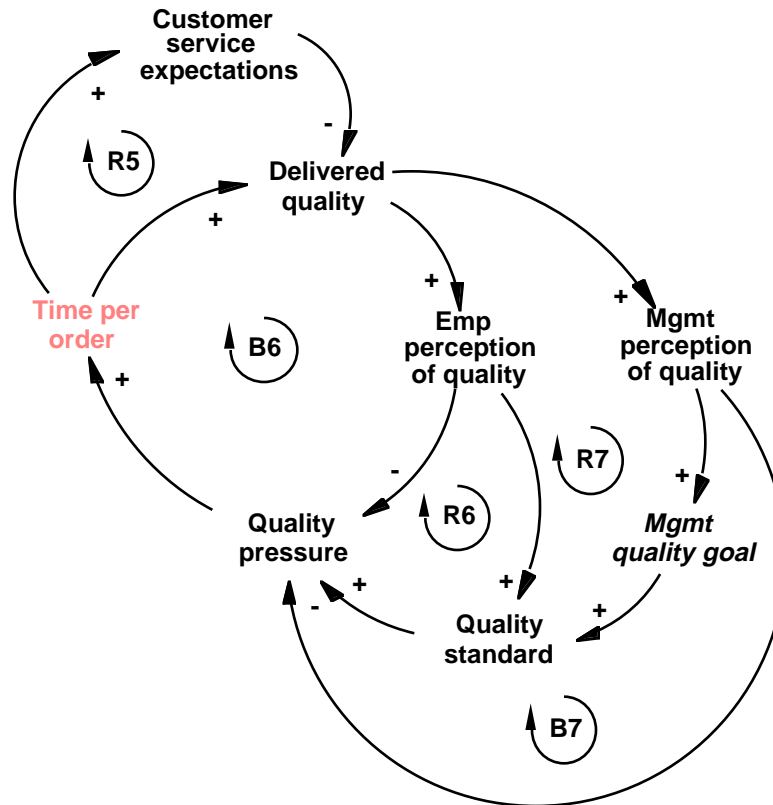 Customer
service
expectations
+
-
R5
Delivered
quality
+
+
+
Time per
order
B6
Emp
perception
of quality
Mgmt
perception
of quality
+
-
R7
+
R6
Quality
pressure
Mgmt
quality goal
+
+
-
+
Quality
standard
B7